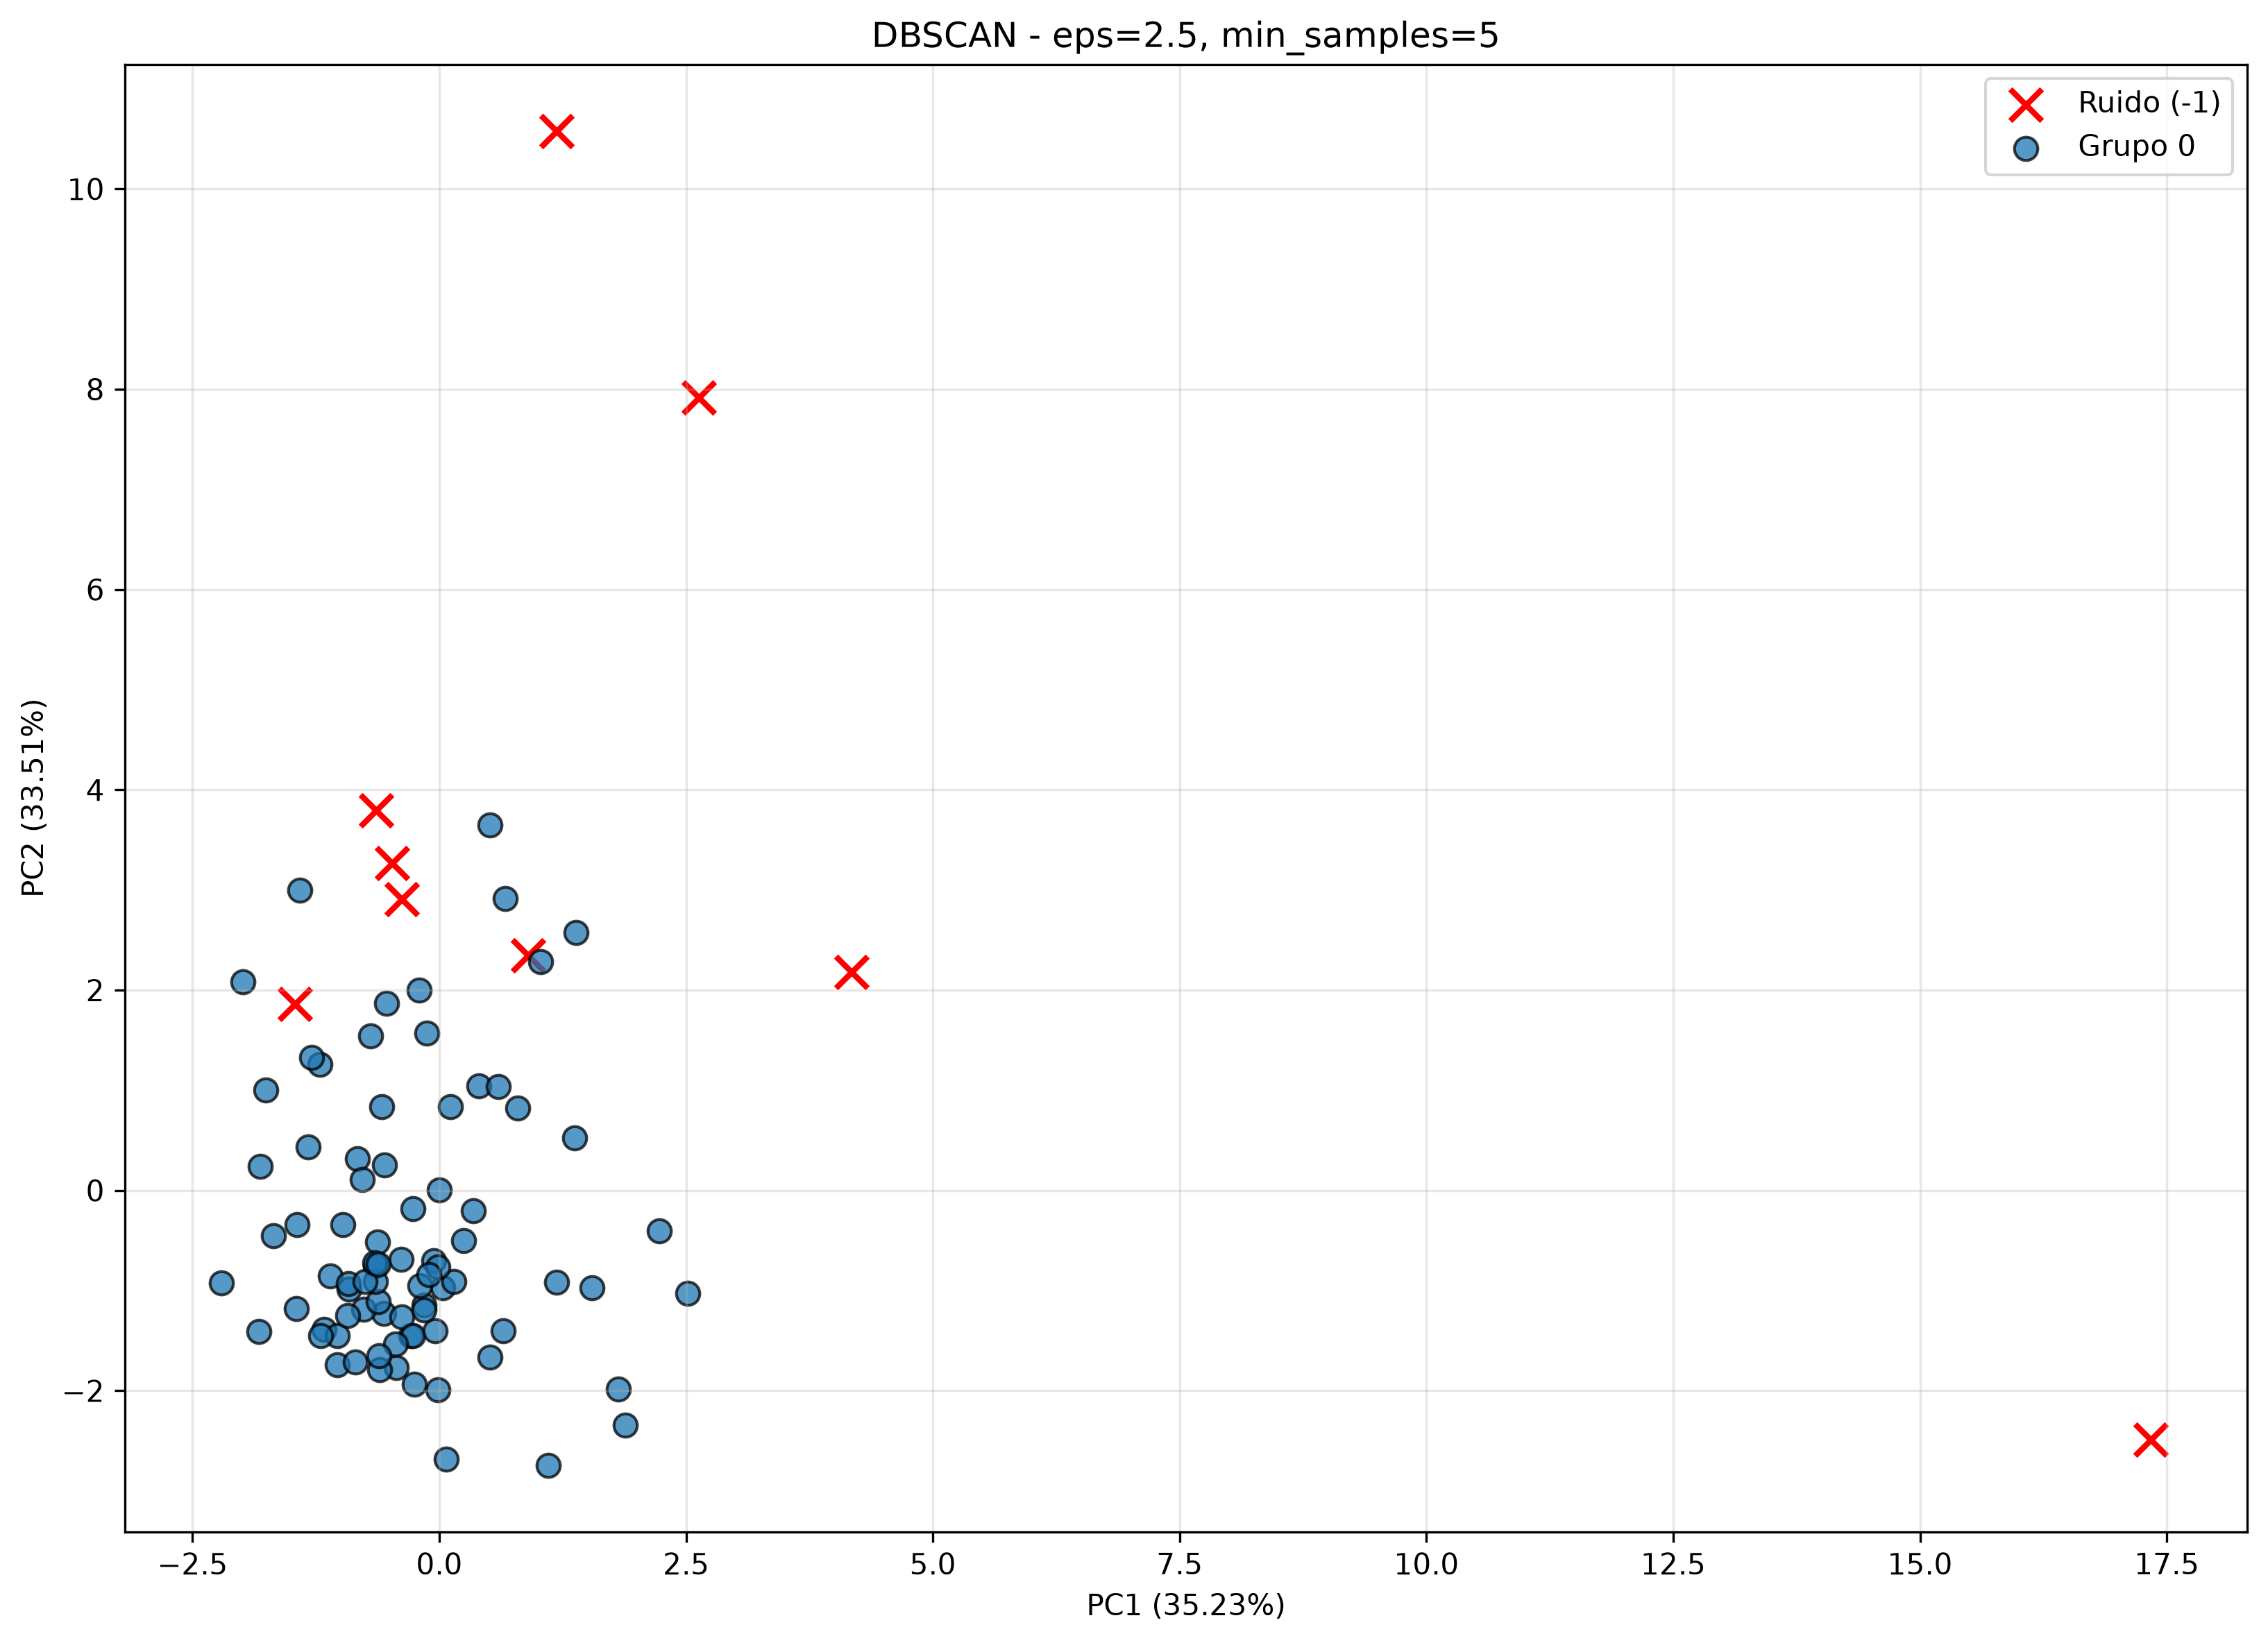 DBSCAN - eps=2.5, min_samples=5
Ruido (-1)
Grupo 0
10
8
6
4
2
0
−2
PC2 (33.51%)
−2.5 0.0 2.5 5.0 7.5 10.0 12.5 15.0 17.5
PC1 (35.23%)